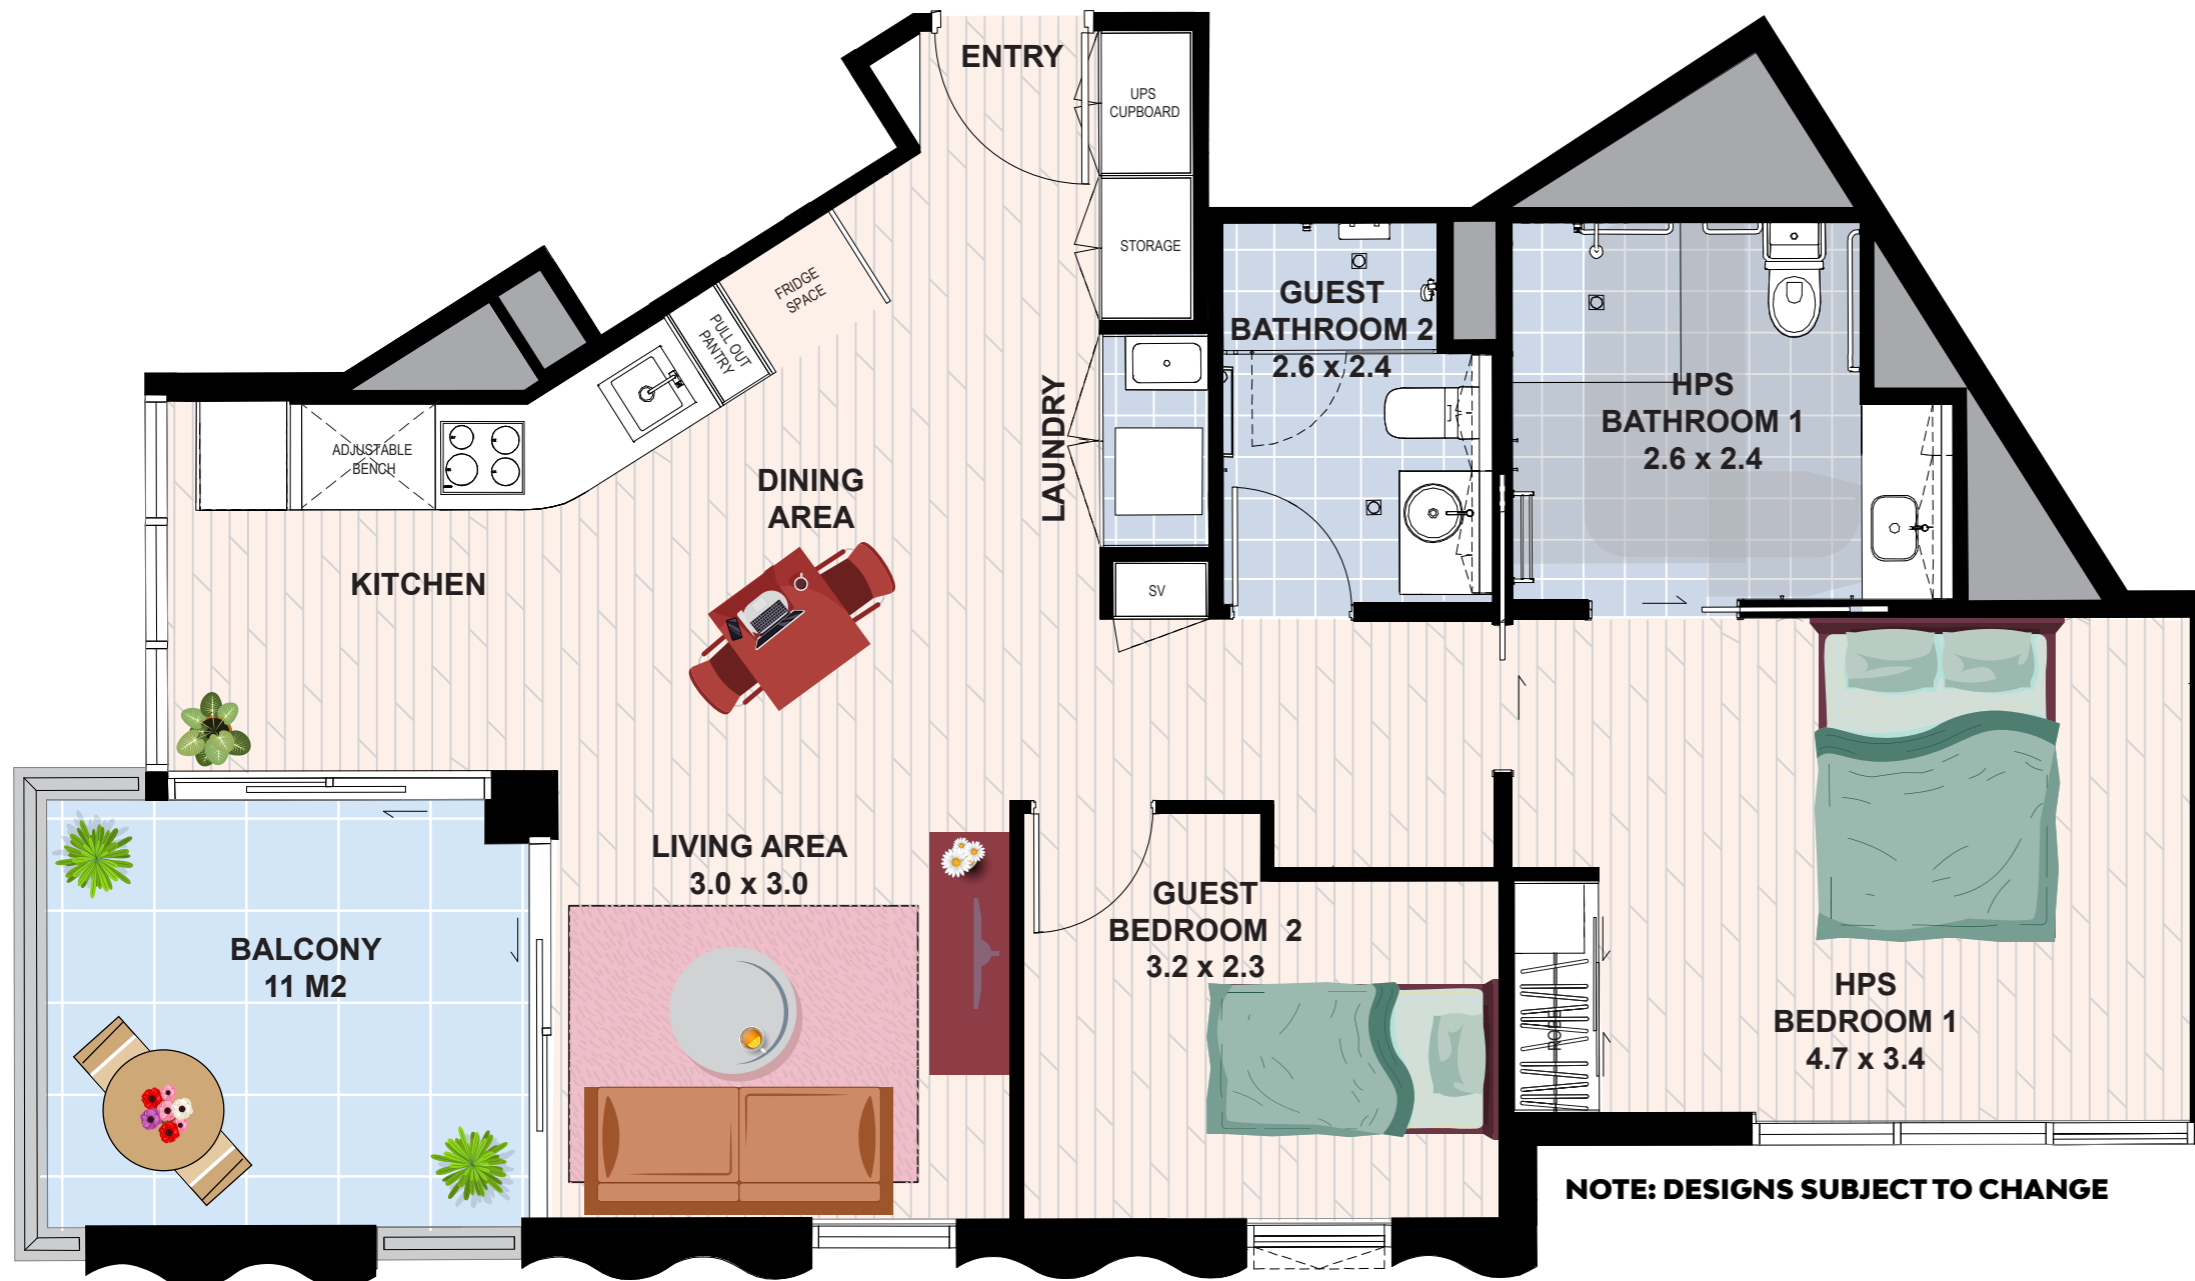 ENTRY
UPS
CUPBOARD
STORAGE
FRIDGE
SPACE
PULL OUT
PANTRY
GUEST
BATHROOM 2
2.6 x 2.4
HPS
BATHROOM 1
2.6 x 2.4
ADJUSTABLE
BENCH
LAUNDRY
DINING
AREA
KITCHEN
SV
LIVING AREA
3.0 x 3.0
GUEST
BEDROOM 2
3.2 x 2.3
BALCONY
11 M2
ROBE
HPS
BEDROOM 1
4.7 x 3.4
NOTE: DESIGNS SUBJECT TO CHANGE